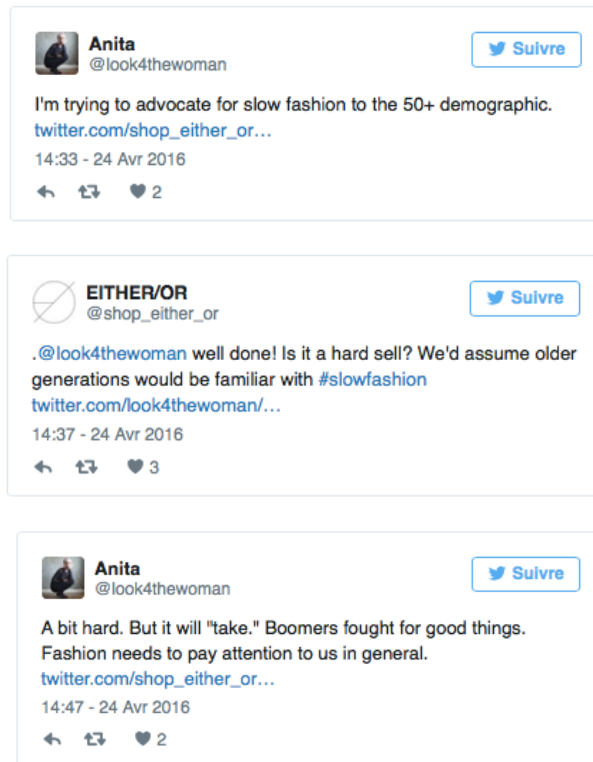 Anita
Suivre
@look4thewoman
I'm trying to advocate for slow fashion to the 50+ demographic.
twitter.com/shop_either_or…
14:33 - 24 Avr 2016
2
EITHER/OR
Suivre
@shop_either_or
.@look4thewoman well done! Is it a hard sell? We'd assume older
generations would be familiar with #slowfashion
twitter.com/look4thewoman/…
14:37 - 24 Avr 2016
3
Anita
Suivre
@look4thewoman
A bit hard. But it will "take." Boomers fought for good things.
Fashion needs to pay attention to us in general.
twitter.com/shop_either_or…
14:47 - 24 Avr 2016
2